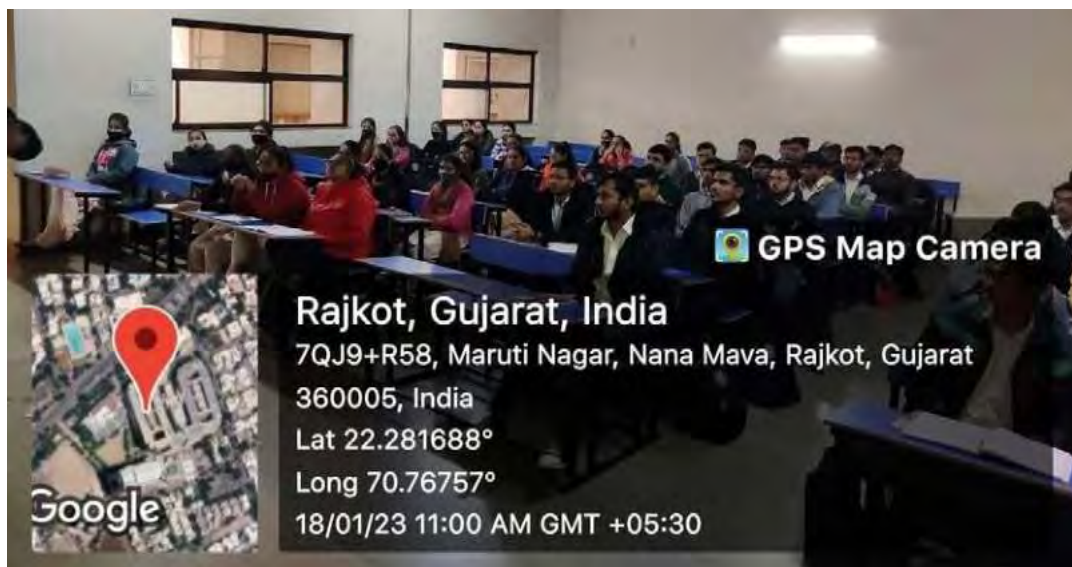 GPS Map Camera
Rajkot, Gujarat, India
7QJ9+R58, Maruti Nagar, Nana Mava, Rajkot, Gujarat
360005, India
Lat 22.281688°
Long 70.76757°
18/01/23 11:00 AM GMT +05:30
Google